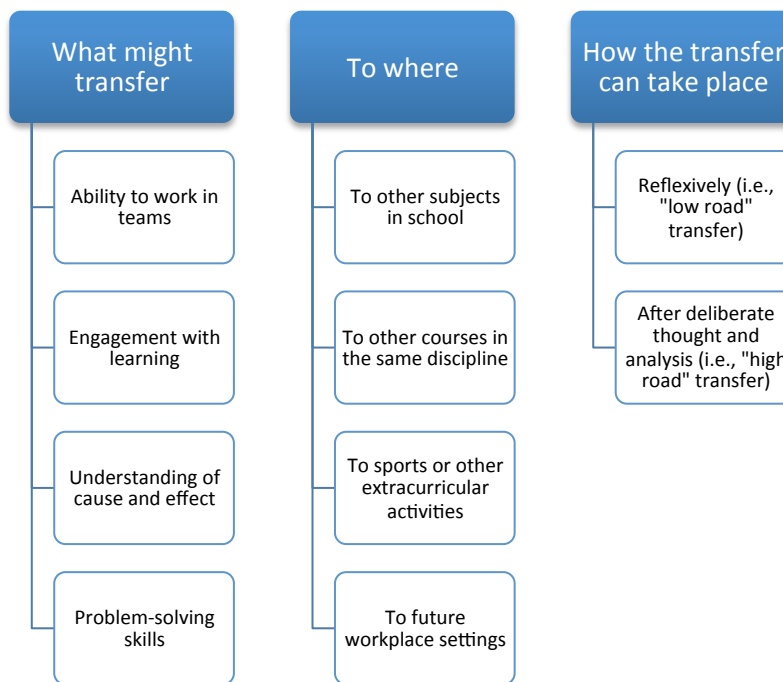 What might
transfer
Ability to work in
teams
Engagement with
learning
Understanding of
cause and effect
Problem-solving
skills
To where
To other subjects
in school
To other courses in
the same discipline
To sports or other
extracurricular
activities
To future
workplace settings
How the transfer
can take place
Reflexively (i.e.,
"low road"
transfer)
After deliberate
thought and
analysis (i.e., "high
road" transfer)